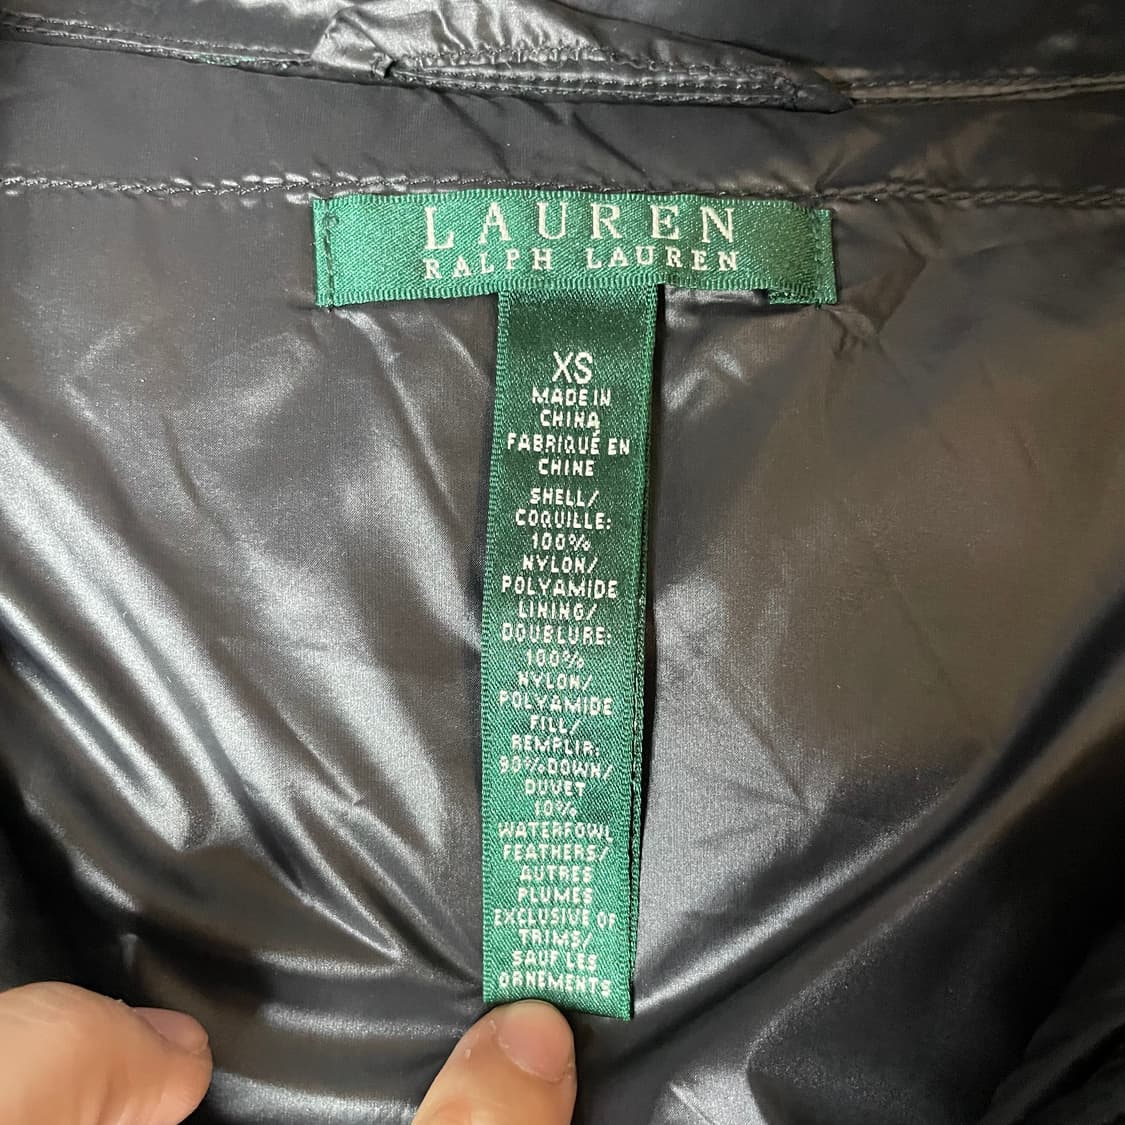 LAUREN
RALPH LAUREN
XS
MADE IN
CHINA
FABRIQUÉ EN
CHINE
SHELL/
COQUILLE:
100%
NYLON/
POLYAMIDE
LINING/
DOUBLURE:
100%
NYLON/
POLYAMIDE
FILL/
REMPLIR:
90%DOWN/
DUVET
10%
WATERFOWL
FEATHERS/
AUTRES
PLUMES
EXCLUSIVE OF
TRIMS/
SAUF LES
ORNEMENTS